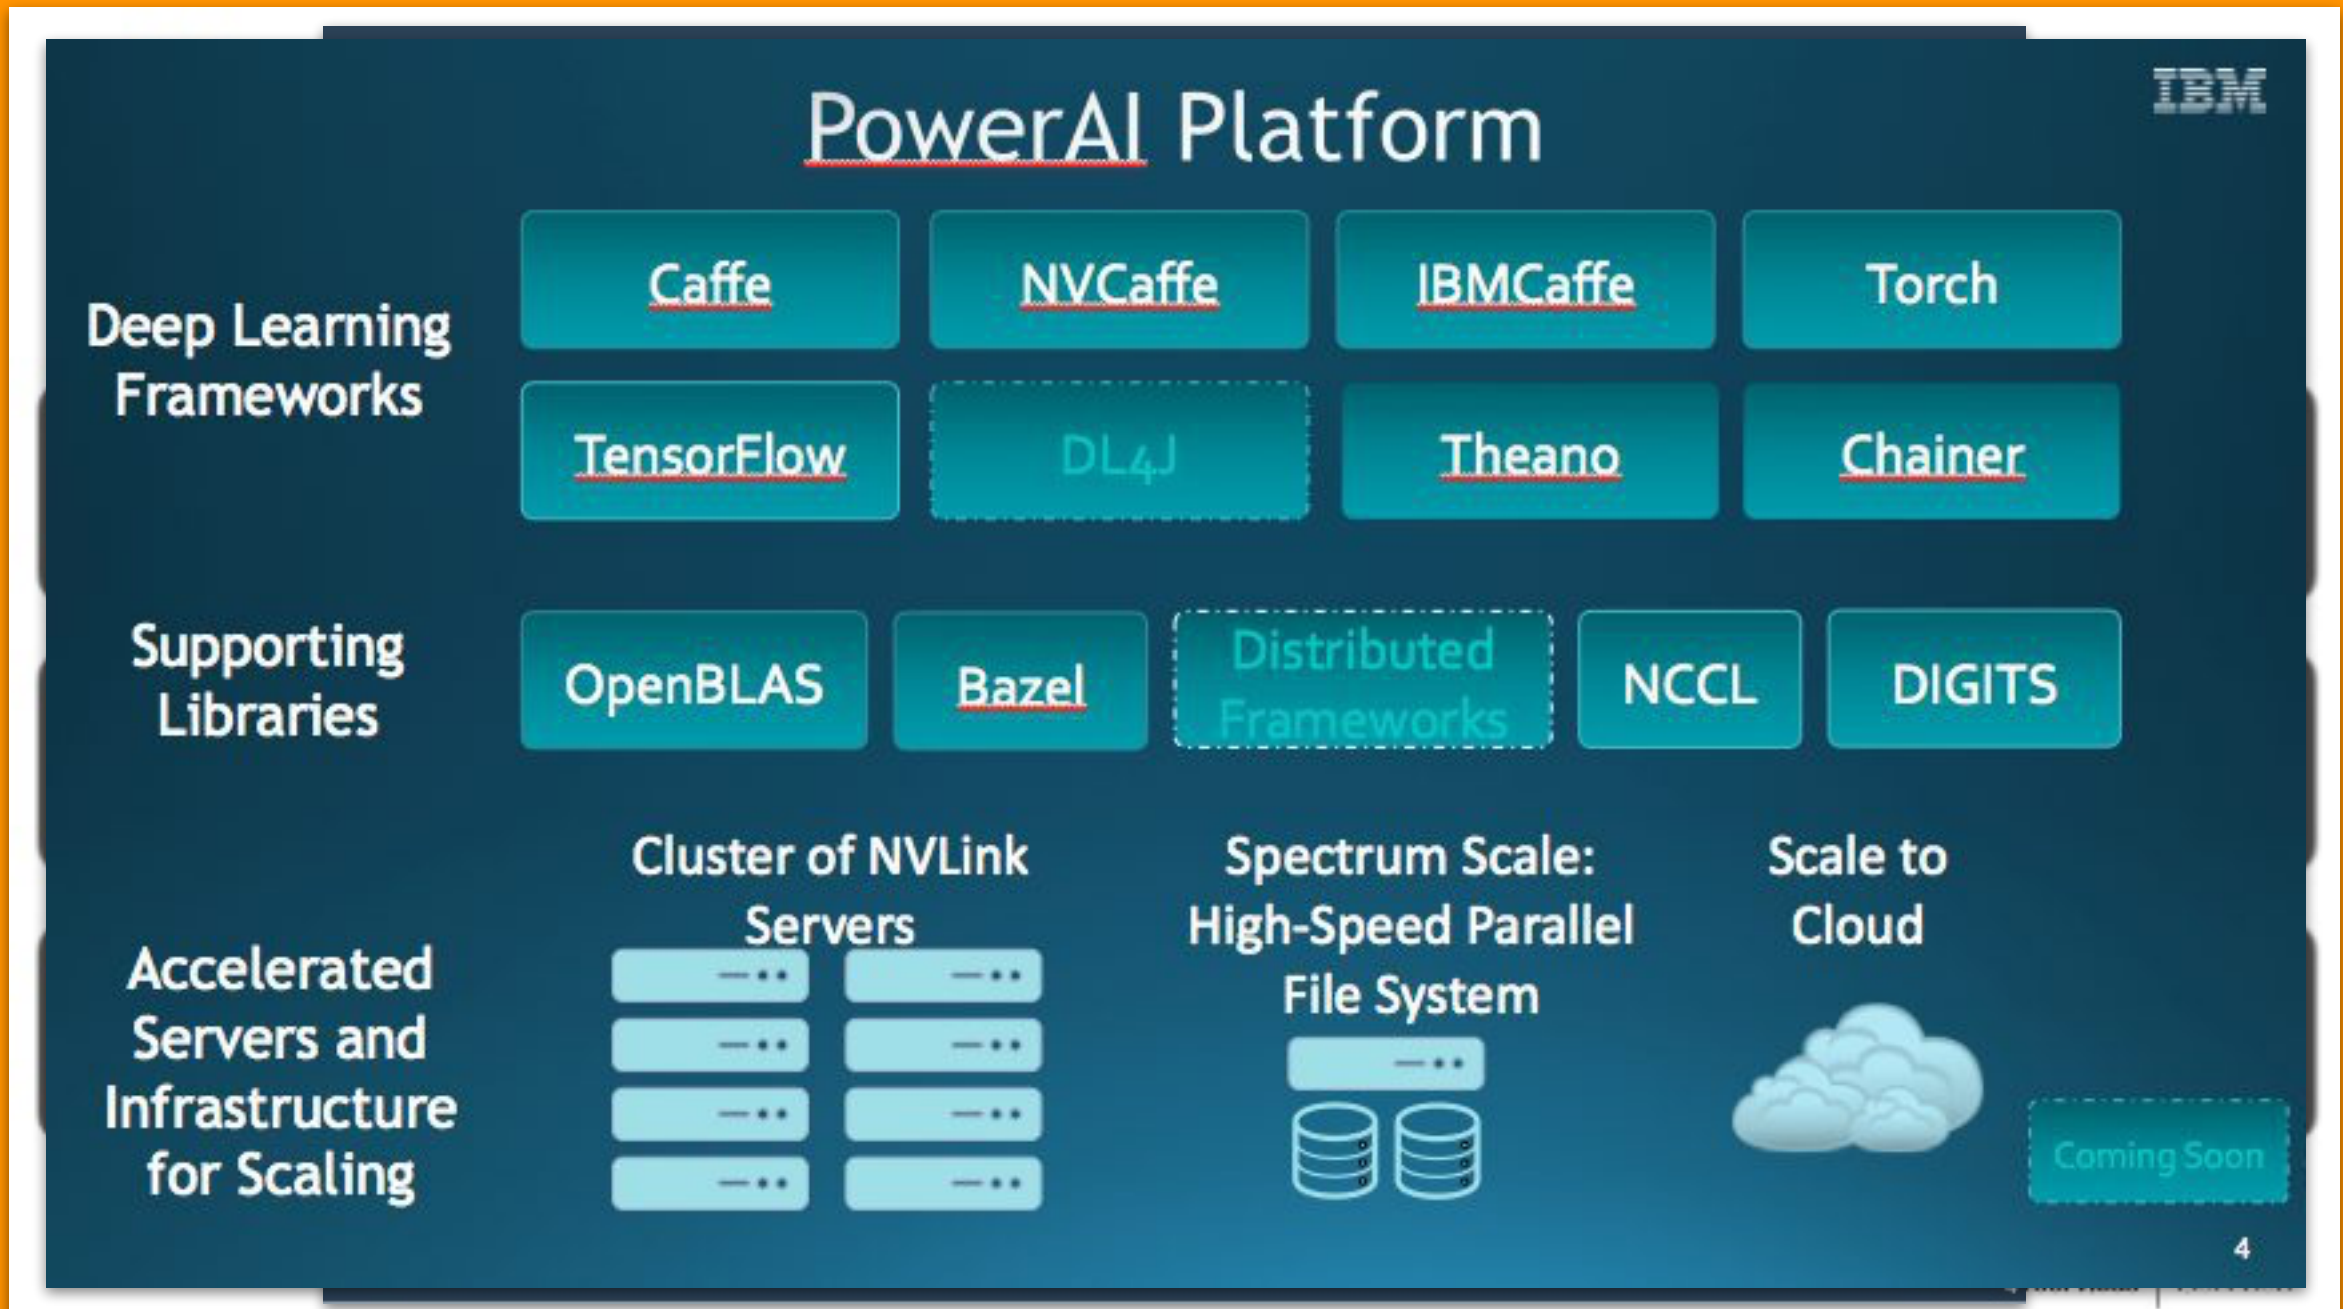 IBM
PowerAI Platform
Deep Learning
Frameworks
Caffe
NVCaffe
IBMCaffe
Torch
TensorFlow
DL4J
Theano
Chainer
Supporting
Libraries
OpenBLAS
Bazel
Distributed
Frameworks
NCCL
DIGITS
Accelerated
Servers and
Infrastructure
for Scaling
Cluster of NVLink
Servers
Spectrum Scale:
High-Speed Parallel
File System
Scale to
Cloud
Coming Soon
4